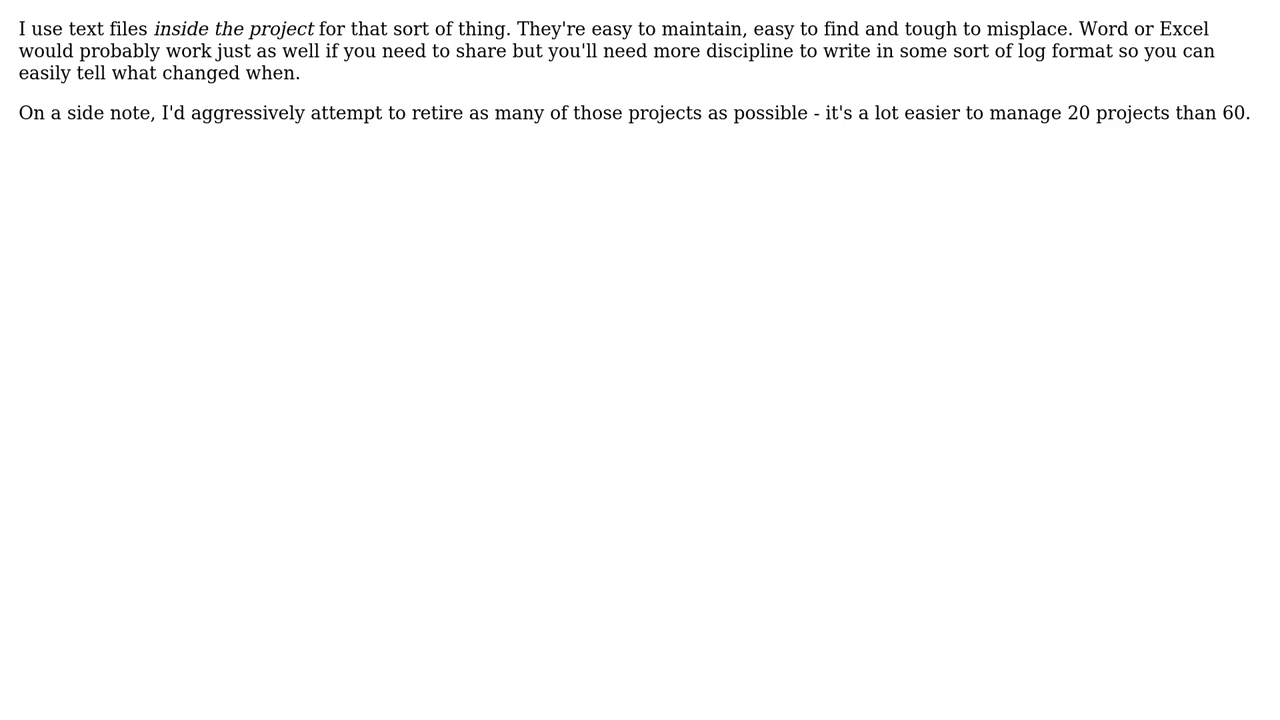 I use text files inside the project for that sort of thing. They're easy to maintain, easy to find and tough to misplace. Word or Excel
would probably work just as well if you need to share but you'll need more discipline to write in some sort of log format so you can
easily tell what changed when.
On a side note, I'd aggressively attempt to retire as many of those projects as possible - it's a lot easier to manage 20 projects than 60.